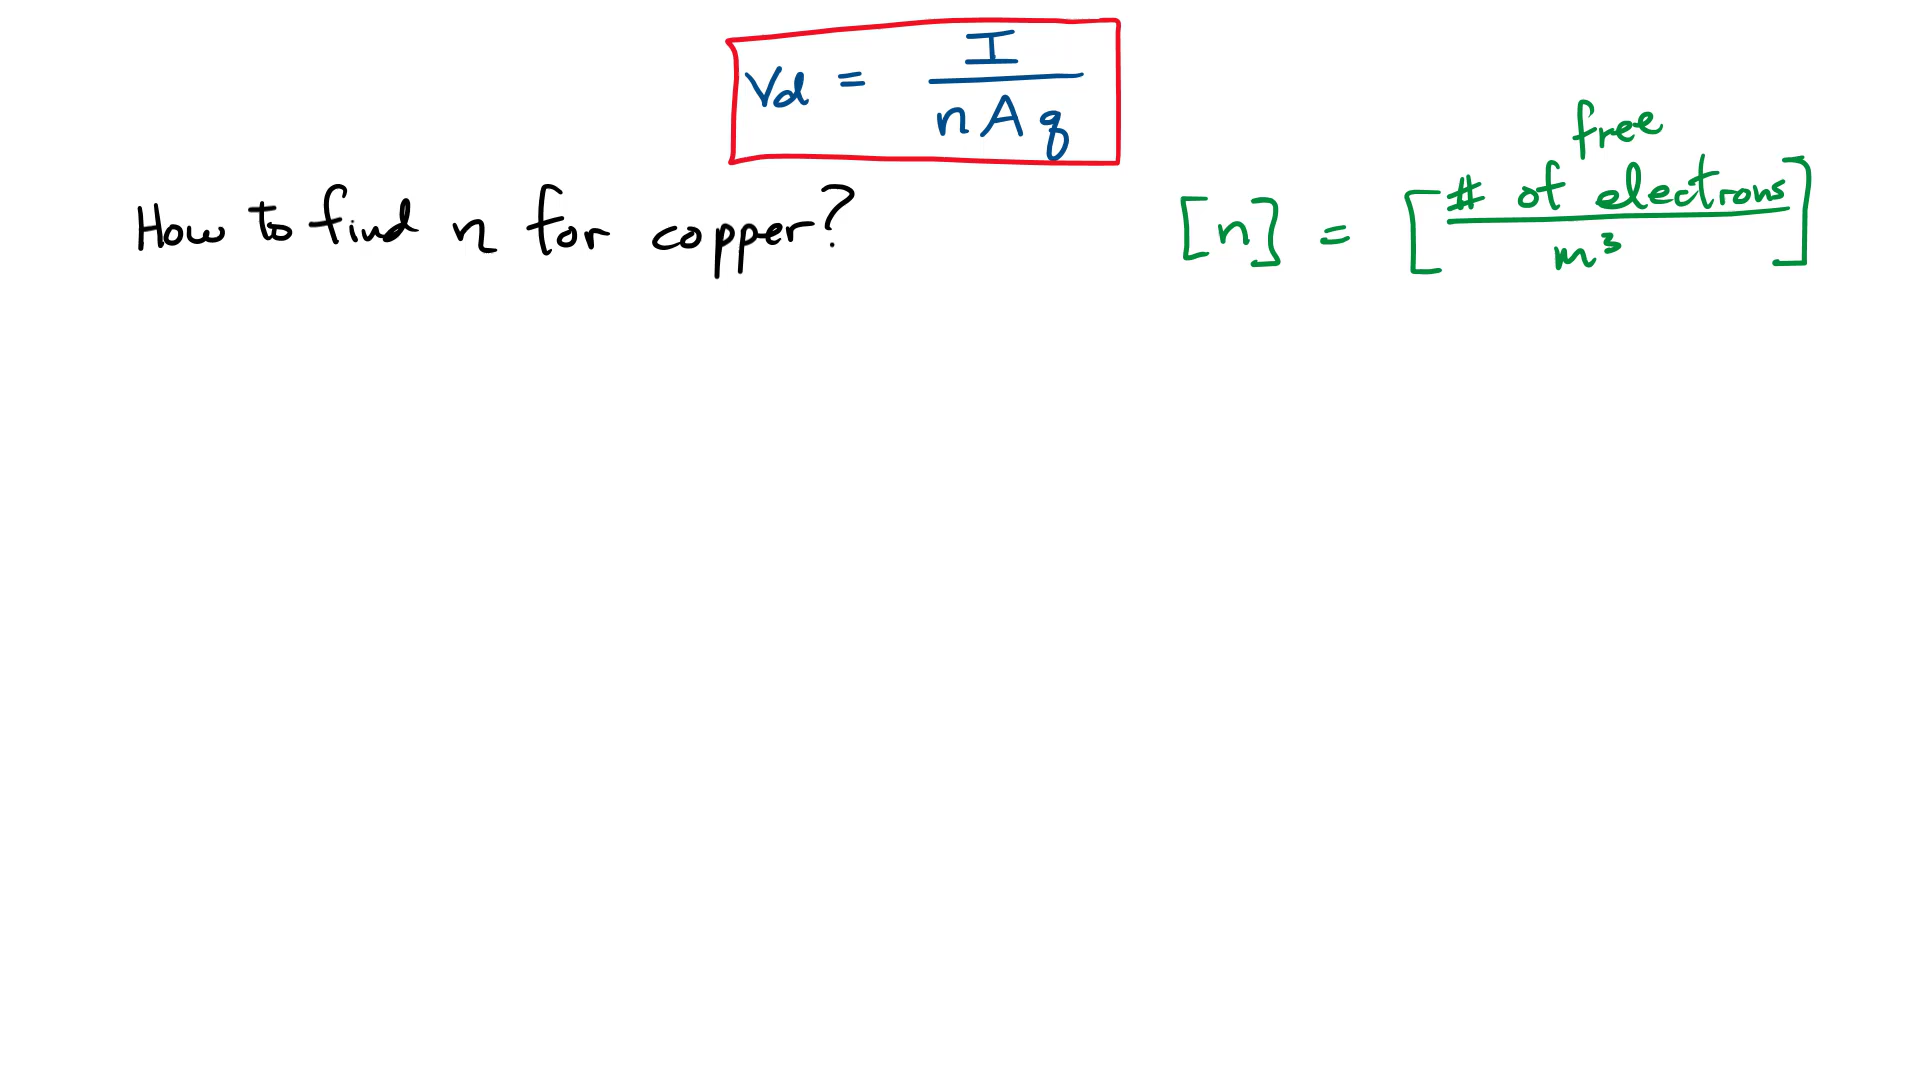 Vd = I / nAq
How to find n for copper?
[n] = [# of free electrons / m³]